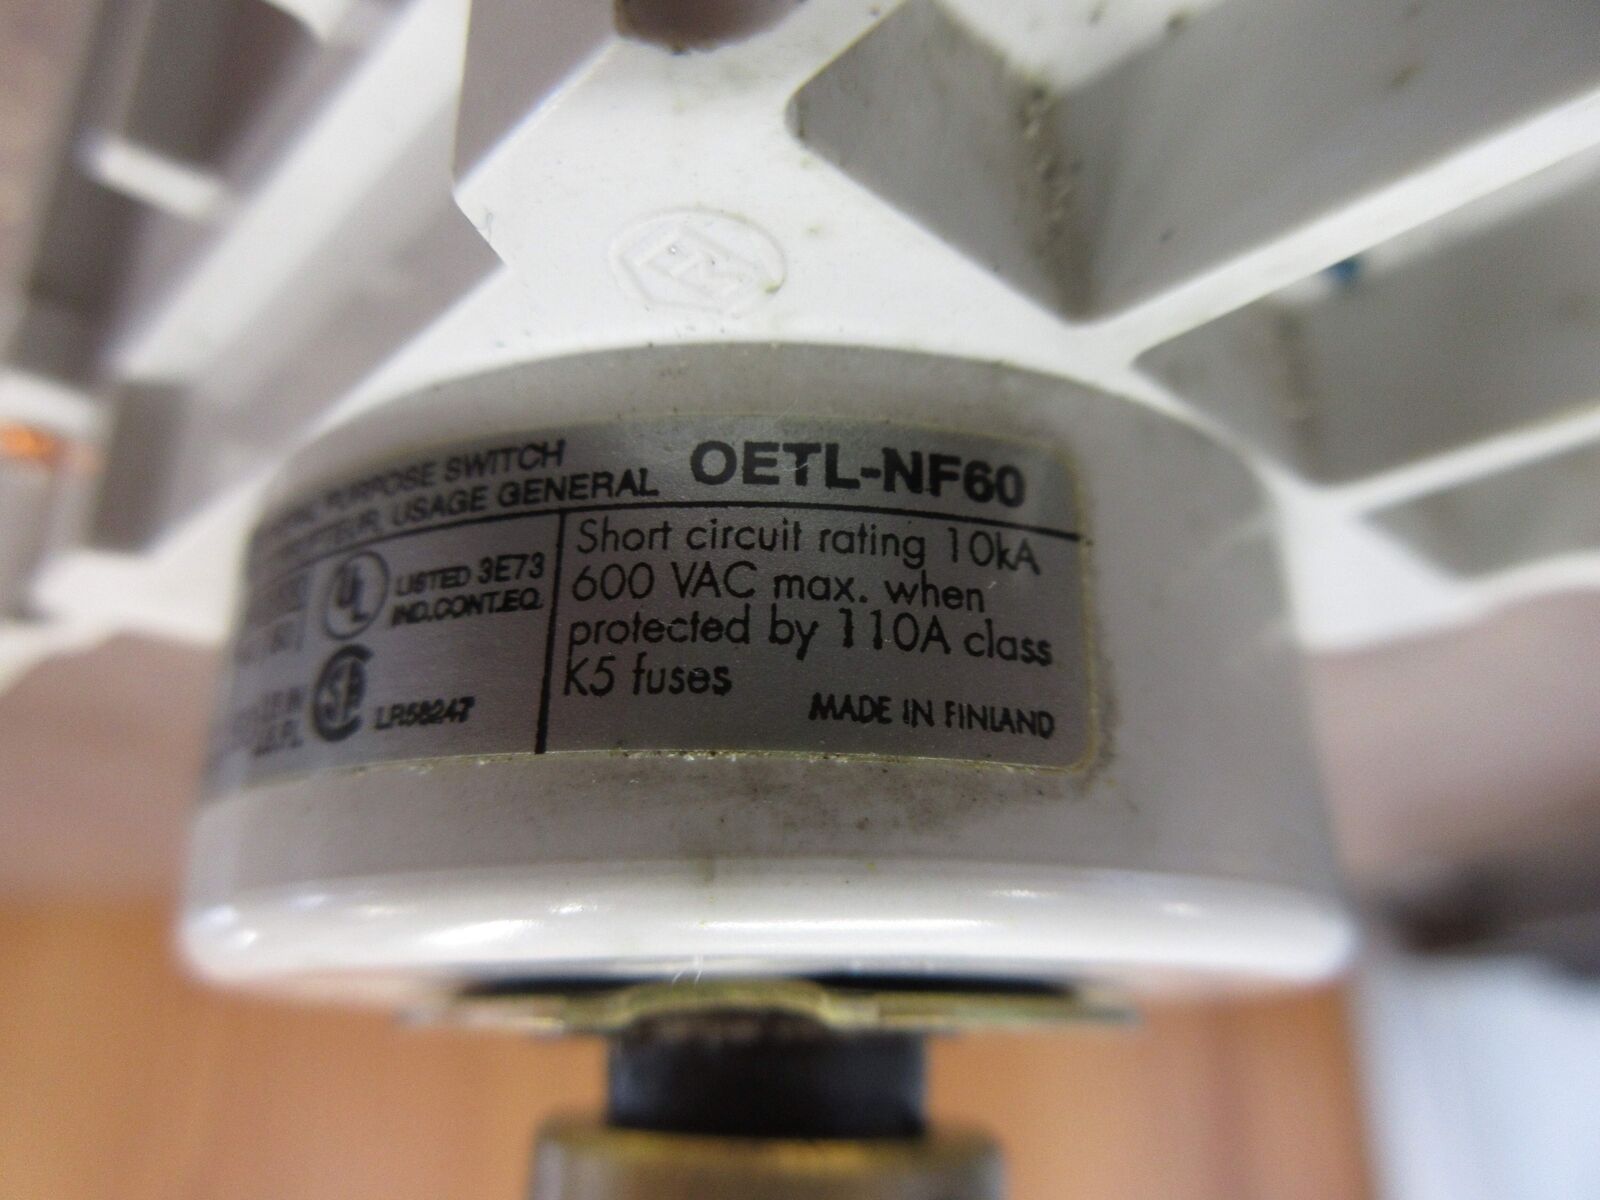 PURPOSE SWITCH
USAGE GENERAL
OETL-NF60
UL
LISTED 3E73
IND.CONT.EQ.
LR58247
Short circuit rating 10kA
600 VAC max. when
protected by 110A class
K5 fuses
MADE IN FINLAND